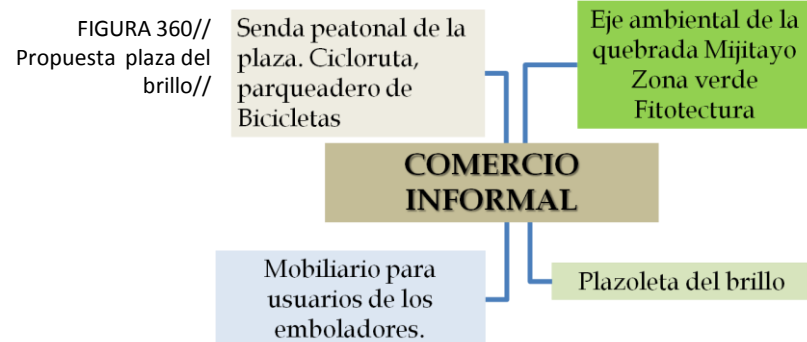 FIGURA 360//
Propuesta plaza del
brillo//
Senda peatonal de la
plaza. Cicloruta,
parqueadero de
Bicicletas
Eje ambiental de la
quebrada Mijitayo
Zona verde
Fitotectura
COMERCIO
INFORMAL
Mobiliario para
usuarios de los
emboladores.
Plazoleta del brillo